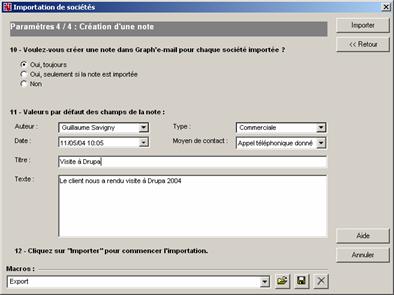 Importation de sociétés
Paramètres 4 / 4 : Création d'une note
Importer
<< Retour
10 - Voulez-vous créer une note dans Graph'e-mail pour chaque société importée ?
Oui, toujours
Oui, seulement si la note est importée
Non
11 - Valeurs par défaut des champs de la note :
Auteur : Guillaume Savigny Type : Commerciale
Date : 11/05/04 10:05 Moyen de contact : Appel téléphonique donné
Titre : Visite à Drupa
Texte : Le client nous a rendu visite à Drupa 2004
Aide
12 - Cliquez sur "Importer" pour commencer l'importation.
Annuler
Macros :
Export